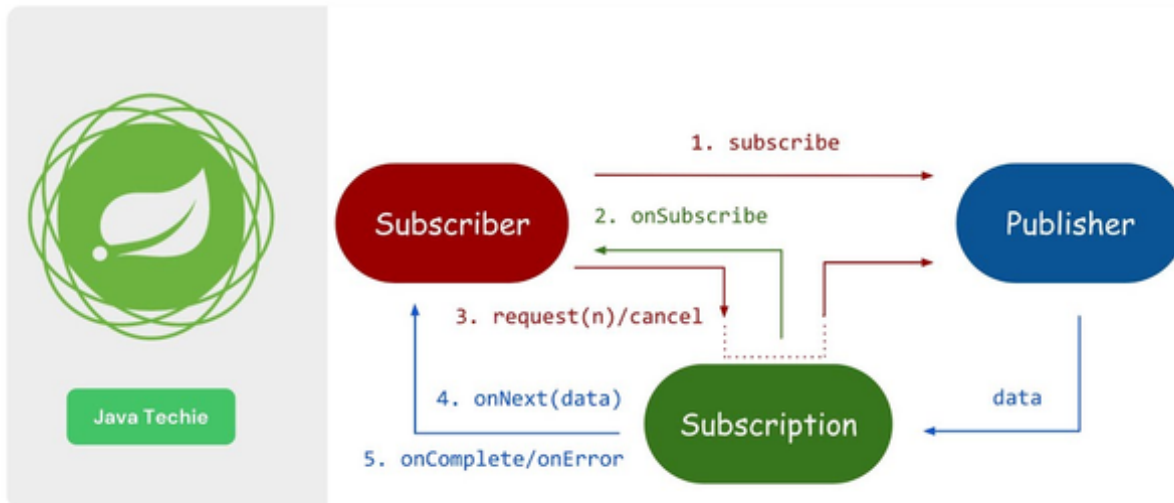 1. subscribe
Subscriber
2. onSubscribe
Publisher
3. request(n)/cancel
Java Techie
4. onNext(data)
Subscription
data
5. onComplete/onError